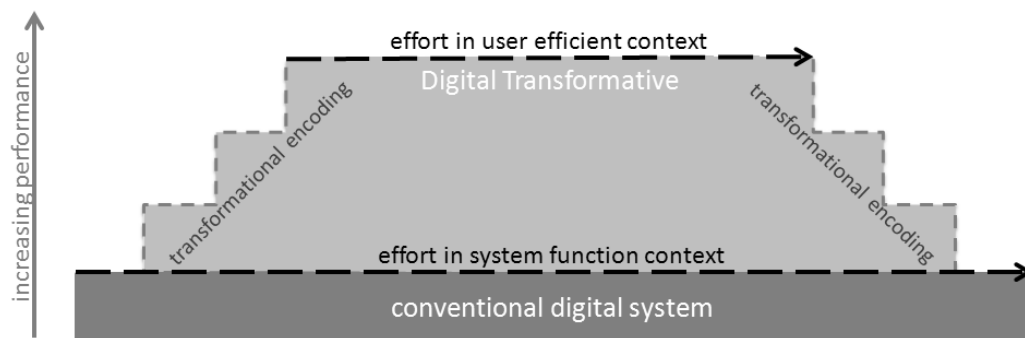 increasing performance
effort in user efficient context
Digital Transformative
transformational encoding
transformational encoding
effort in system function context
conventional digital system